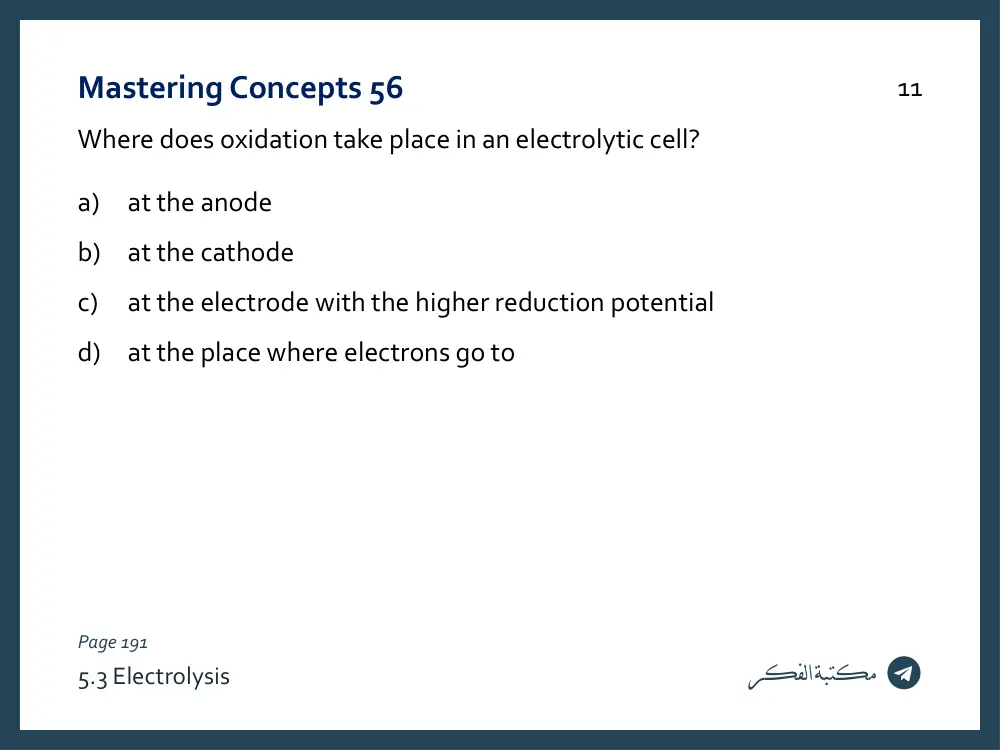 Mastering Concepts 56
11
Where does oxidation take place in an electrolytic cell?
a) at the anode
b) at the cathode
c) at the electrode with the higher reduction potential
d) at the place where electrons go to
Page 191
5.3 Electrolysis
مكتبة الفكر